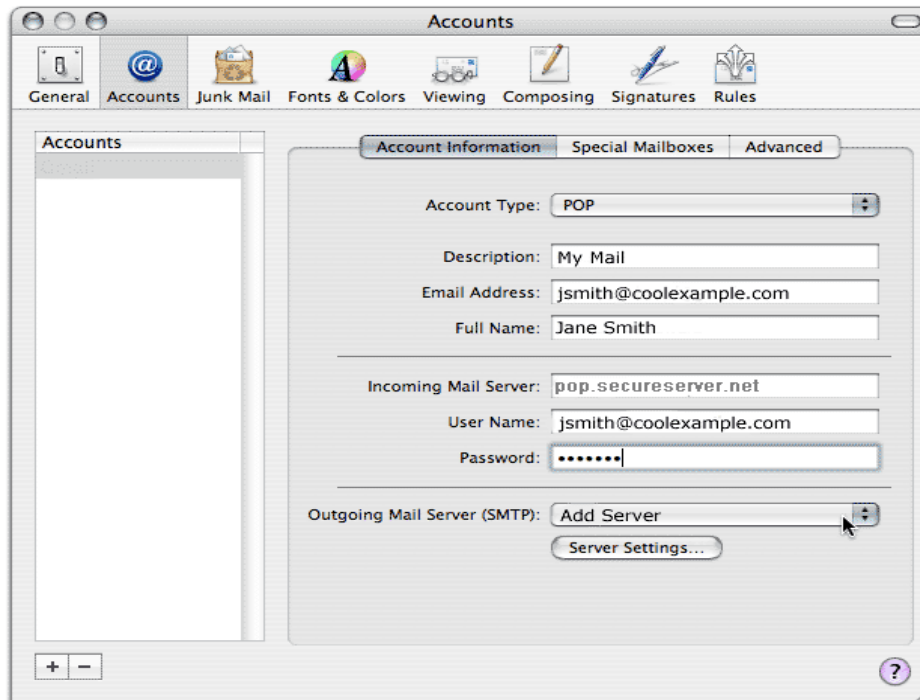 Accounts
General Accounts Junk Mail Fonts & Colors Viewing Composing Signatures Rules
Accounts
Account Information Special Mailboxes Advanced
Account Type: POP
Description: My Mail
Email Address: jsmith@coolexample.com
Full Name: Jane Smith
Incoming Mail Server: pop.secureserver.net
User Name: jsmith@coolexample.com
Password: •••••••
Outgoing Mail Server (SMTP): Add Server
Server Settings...
+ − ?